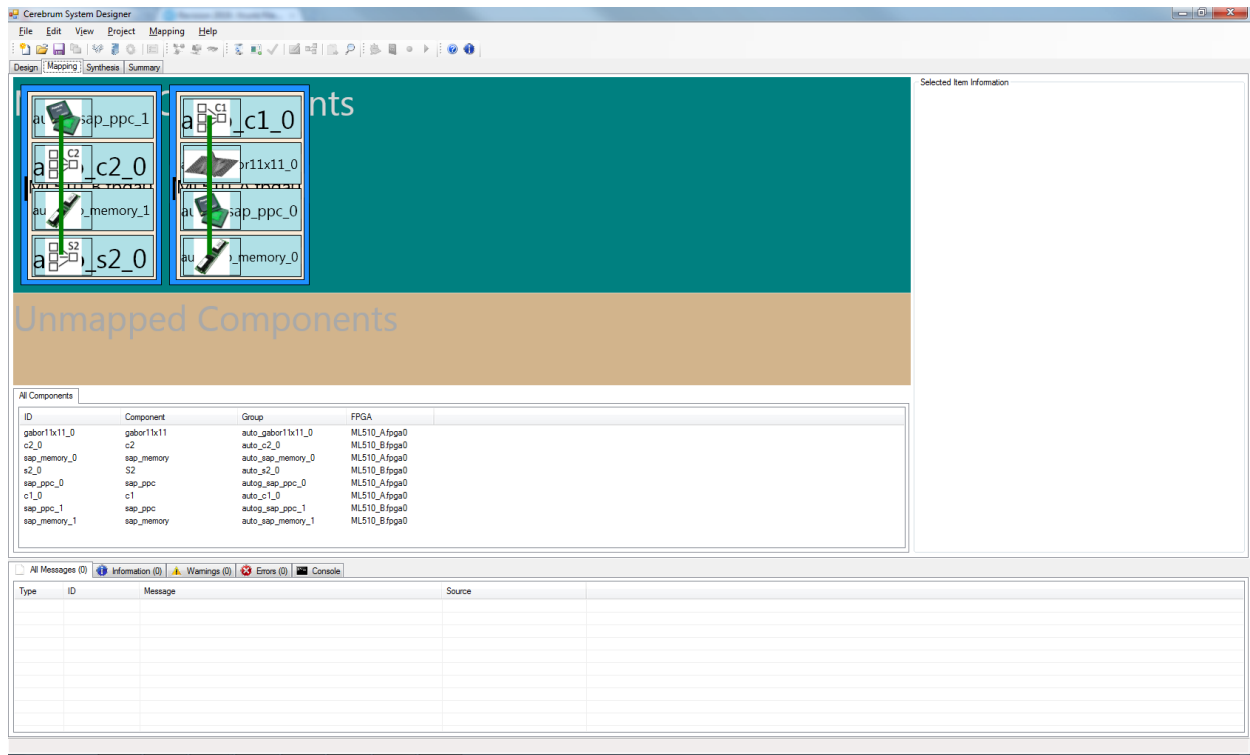 Cerebrum System Designer
File Edit View Project Mapping Help
Design Mapping Synthesis Summary
nts
sap_ppc_1
c2_0
_memory_1
s2_0
C2
S2
C1
_c1_0
or11x11_0
sap_ppc_0
_memory_0
Unmapped Components
Selected Item Information
All Components
ID Component Group FPGA
gabor11x11_0 gabor11x11 auto_gabor11x11_0 ML510_A.fpga0
c2_0 c2 auto_c2_0 ML510_B.fpga0
sap_memory_0 sap_memory auto_sap_memory_0 ML510_A.fpga0
s2_0 S2 auto_s2_0 ML510_B.fpga0
sap_ppc_0 sap_ppc autog_sap_ppc_0 ML510_A.fpga0
c1_0 c1 auto_c1_0 ML510_A.fpga0
sap_ppc_1 sap_ppc autog_sap_ppc_1 ML510_B.fpga0
sap_memory_1 sap_memory auto_sap_memory_1 ML510_B.fpga0
All Messages (0) Information (0) Warnings (0) Errors (0) Console
Type ID Message Source